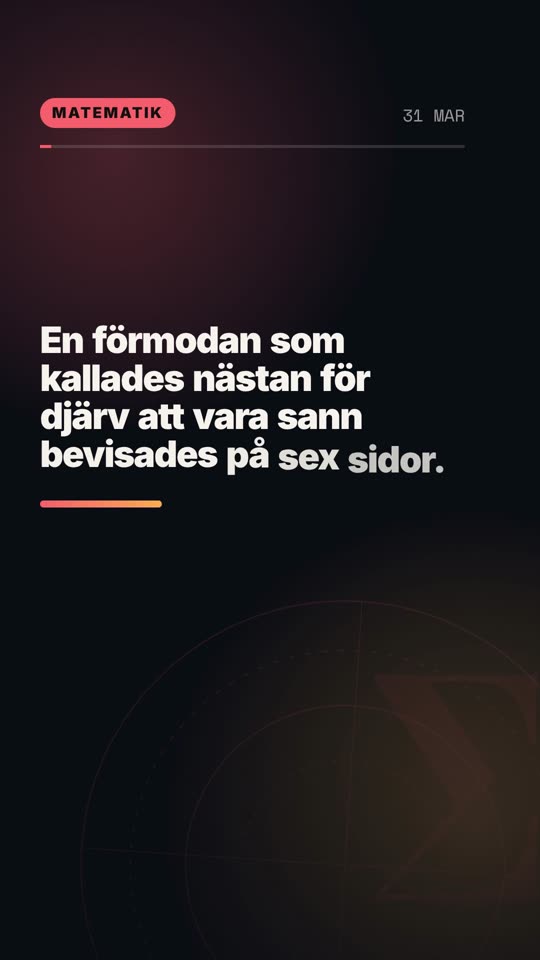 MATEMATIK
31 MAR
En förmodan som
kallades nästan för
djärv att vara sann
bevisades på sex sidor.
Σ